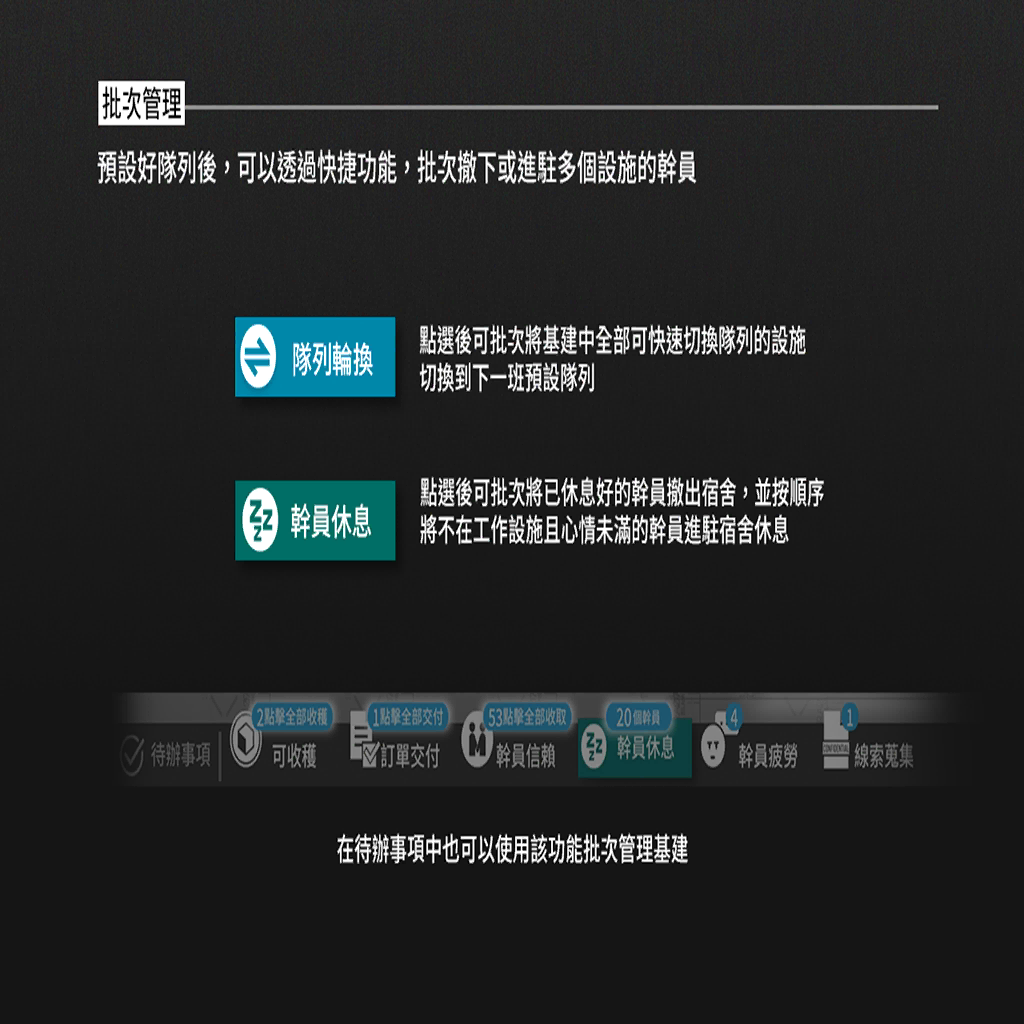 批次管理
預設好隊列後，可以透過快捷功能，批次撤下或進駐多個設施的幹員
隊列輪換
點選後可批次將基建中全部可快速切換隊列的設施
切換到下一班預設隊列
幹員休息
點選後可批次將已休息好的幹員撤出宿舍，並按順序
將不在工作設施且心情未滿的幹員進駐宿舍休息
待辦事項
2點擊全部收穫
可收穫
1點擊全部交付
訂單交付
53點擊全部收取
幹員信賴
20個幹員
幹員休息
4
幹員疲勞
1
CONFIDENTIAL
線索蒐集
在待辦事項中也可以使用該功能批次管理基建